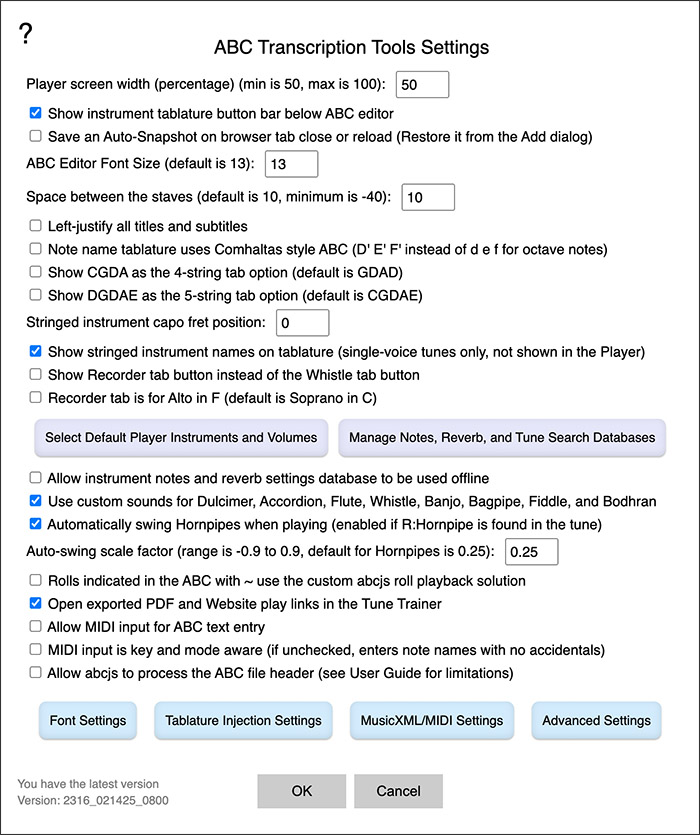 ?
ABC Transcription Tools Settings
Player screen width (percentage) (min is 50, max is 100): 50
Show instrument tablature button bar below ABC editor
Save an Auto-Snapshot on browser tab close or reload (Restore it from the Add dialog)
ABC Editor Font Size (default is 13): 13
Space between the staves (default is 10, minimum is -40): 10
Left-justify all titles and subtitles
Note name tablature uses Comhaltas style ABC (D' E' F' instead of d e f for octave notes)
Show CGDA as the 4-string tab option (default is GDAD)
Show DGDAE as the 5-string tab option (default is CGDAE)
Stringed instrument capo fret position: 0
Show stringed instrument names on tablature (single-voice tunes only, not shown in the Player)
Show Recorder tab button instead of the Whistle tab button
Recorder tab is for Alto in F (default is Soprano in C)
Select Default Player Instruments and Volumes Manage Notes, Reverb, and Tune Search Databases
Allow instrument notes and reverb settings database to be used offline
Use custom sounds for Dulcimer, Accordion, Flute, Whistle, Banjo, Bagpipe, Fiddle, and Bodhran
Automatically swing Hornpipes when playing (enabled if R:Hornpipe is found in the tune)
Auto-swing scale factor (range is -0.9 to 0.9, default for Hornpipes is 0.25): 0.25
Rolls indicated in the ABC with ~ use the custom abcjs roll playback solution
Open exported PDF and Website play links in the Tune Trainer
Allow MIDI input for ABC text entry
MIDI input is key and mode aware (if unchecked, enters note names with no accidentals)
Allow abcjs to process the ABC file header (see User Guide for limitations)
Font Settings Tablature Injection Settings MusicXML/MIDI Settings Advanced Settings
You have the latest version
Version: 2316_021425_0800
OK Cancel